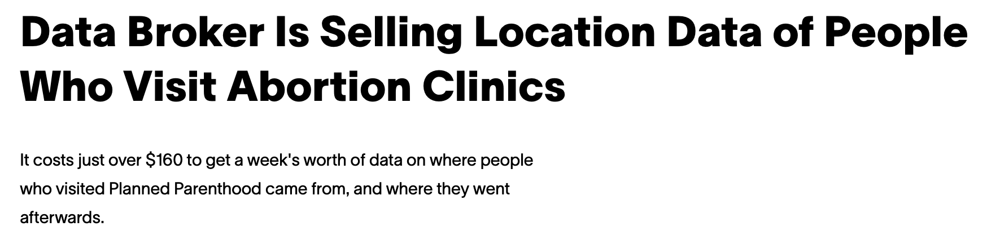 Data Broker Is Selling Location Data of People
Who Visit Abortion Clinics
It costs just over $160 to get a week's worth of data on where people
who visited Planned Parenthood came from, and where they went
afterwards.